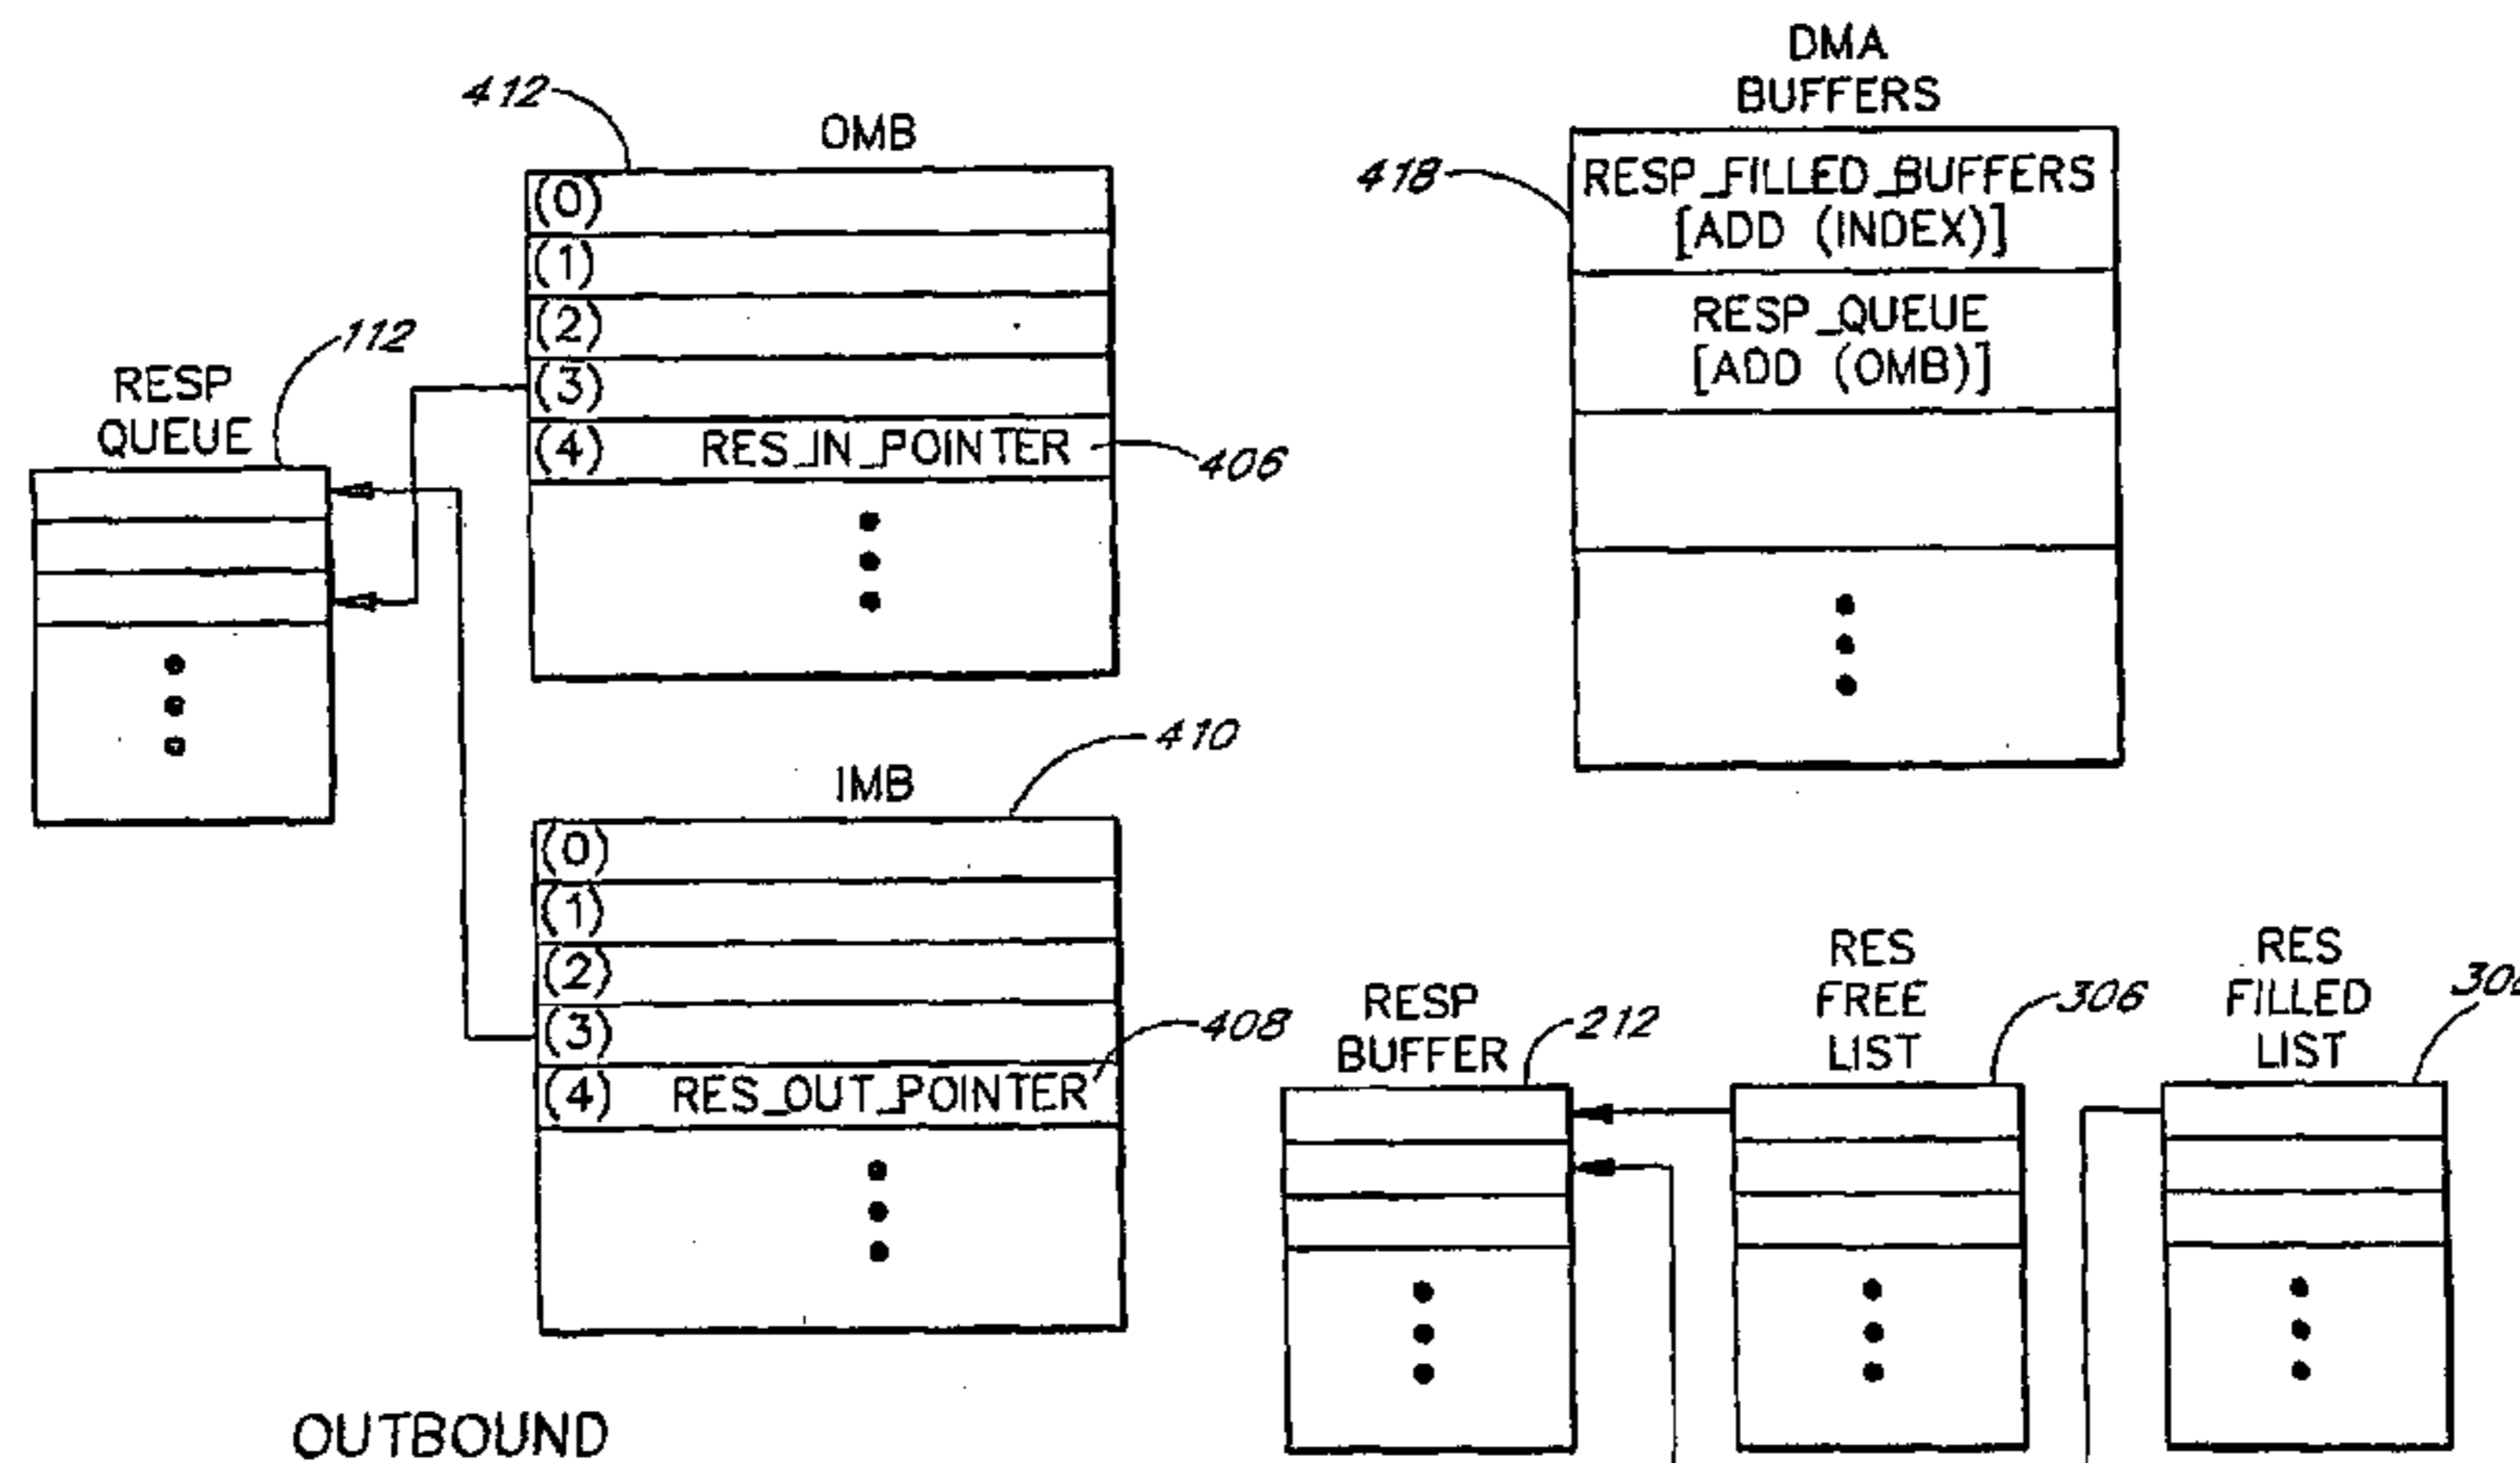 412
OMB
(0)
(1)
(2)
(3)
(4) RES_IN_POINTER
406
RESP
QUEUE
112
DMA
BUFFERS
418
RESP_FILLED_BUFFERS
[ADD (INDEX)]
RESP_QUEUE
[ADD (OMB)]
IMB
410
(0)
(1)
(2)
(3)
(4) RES_OUT_POINTER
408
RESP
BUFFER
212
RES
FREE
LIST
306
RES
FILLED
LIST
OUTBOUND